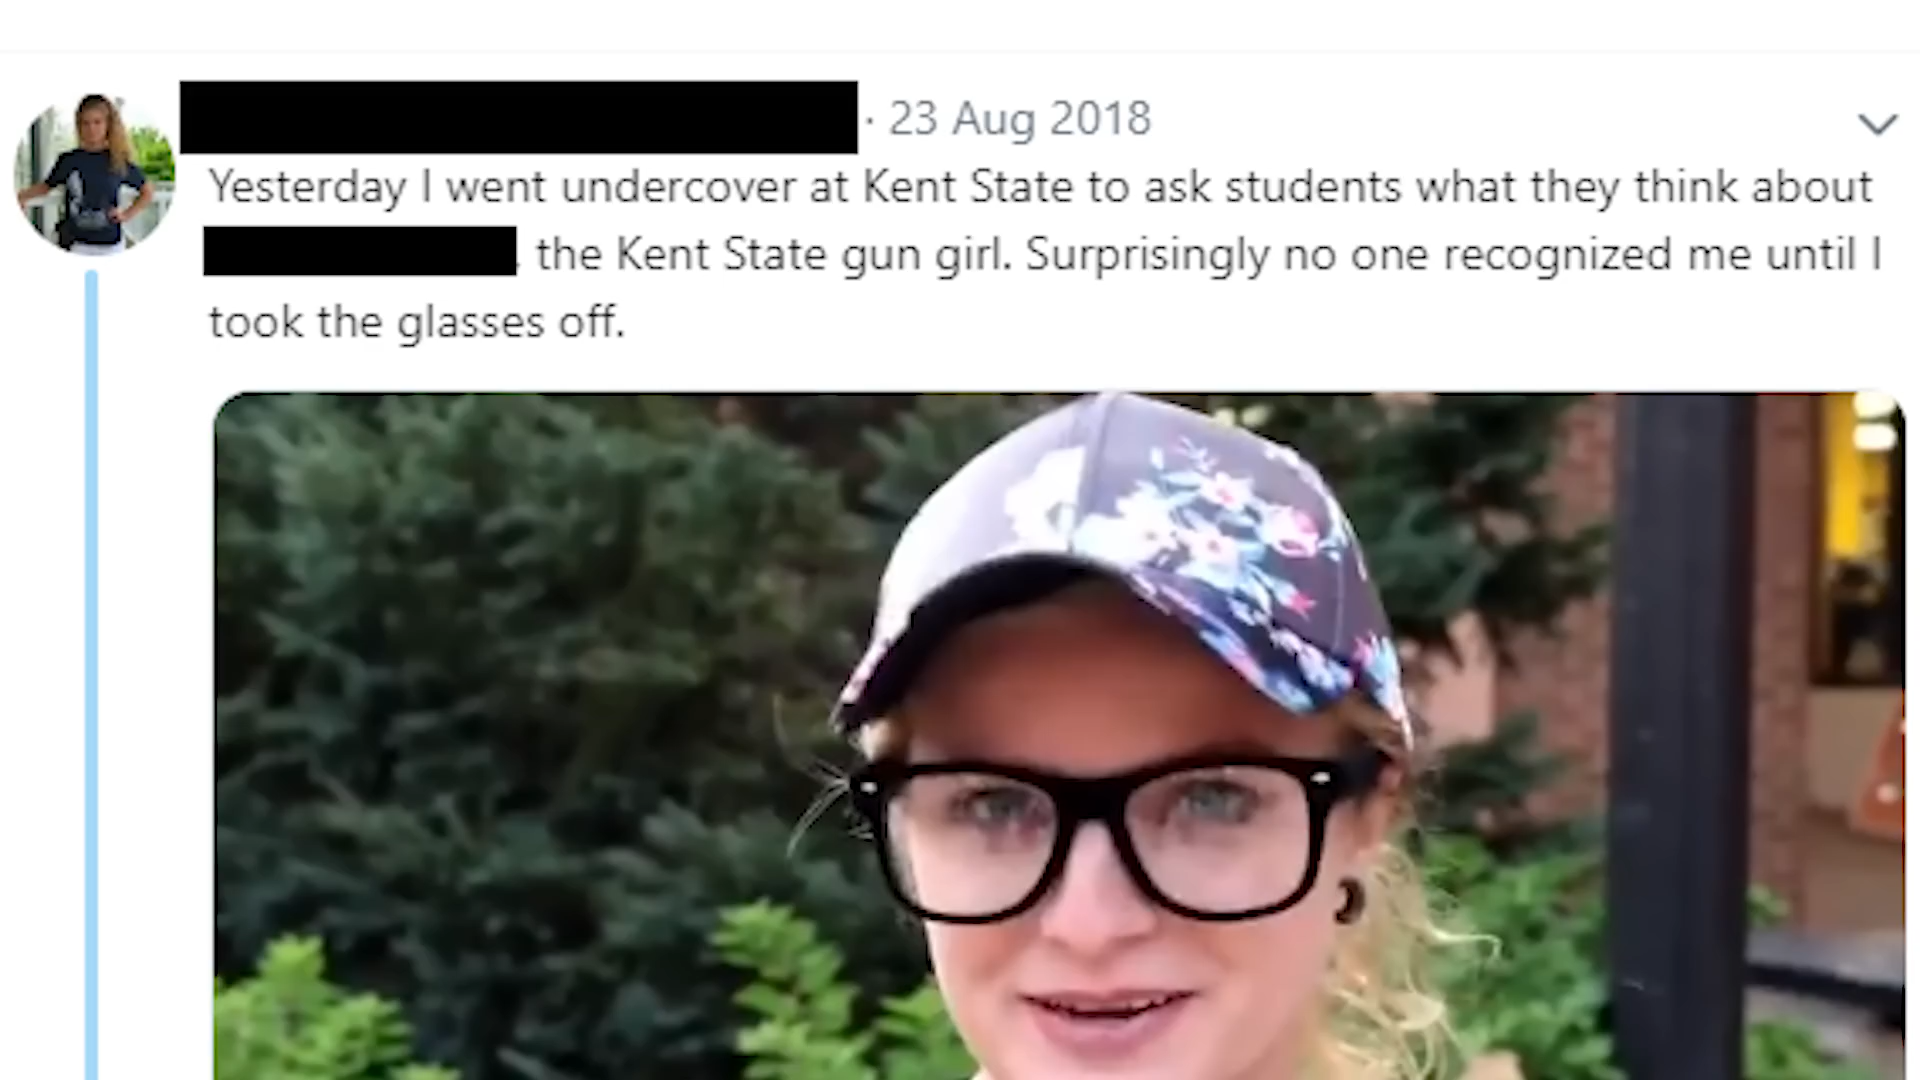 · 23 Aug 2018
Yesterday I went undercover at Kent State to ask students what they think about
the Kent State gun girl. Surprisingly no one recognized me until I
took the glasses off.